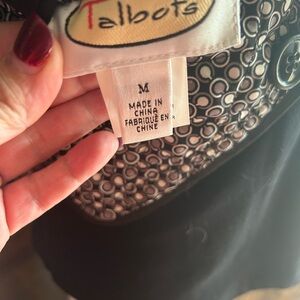 Talbots
M
MADE IN
CHINA
FABRIQUÉ EN
CHINE